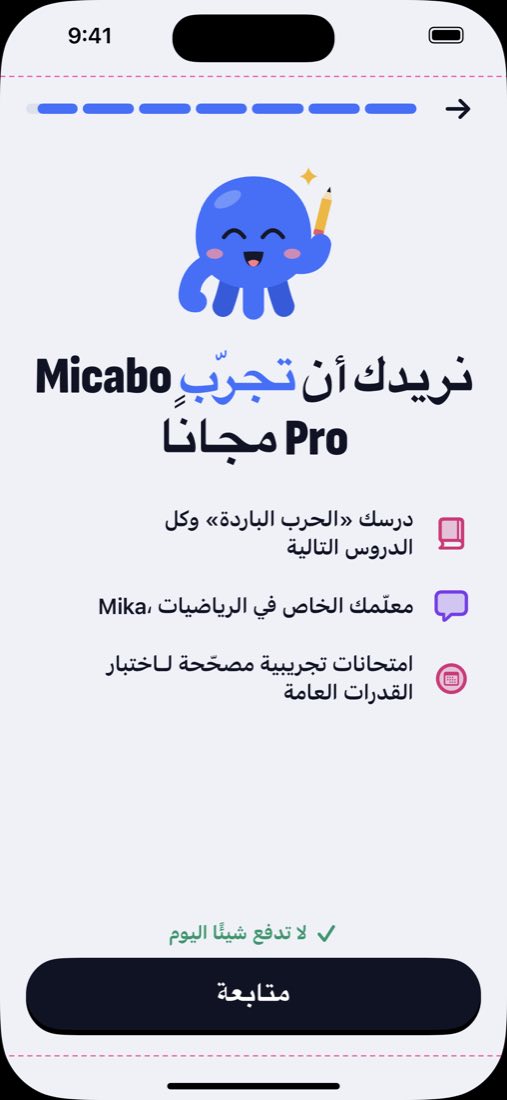 9:41
نريدك أن تجرّب Micabo
Pro مجانًا
درسك «الحرب الباردة» وكل
الدروس التالية
معلّمك الخاص في الرياضيات ،Mika
امتحانات تجريبية مصحّحة لـاختبار
القدرات العامة
لا تدفع شيئًا اليوم
متابعة